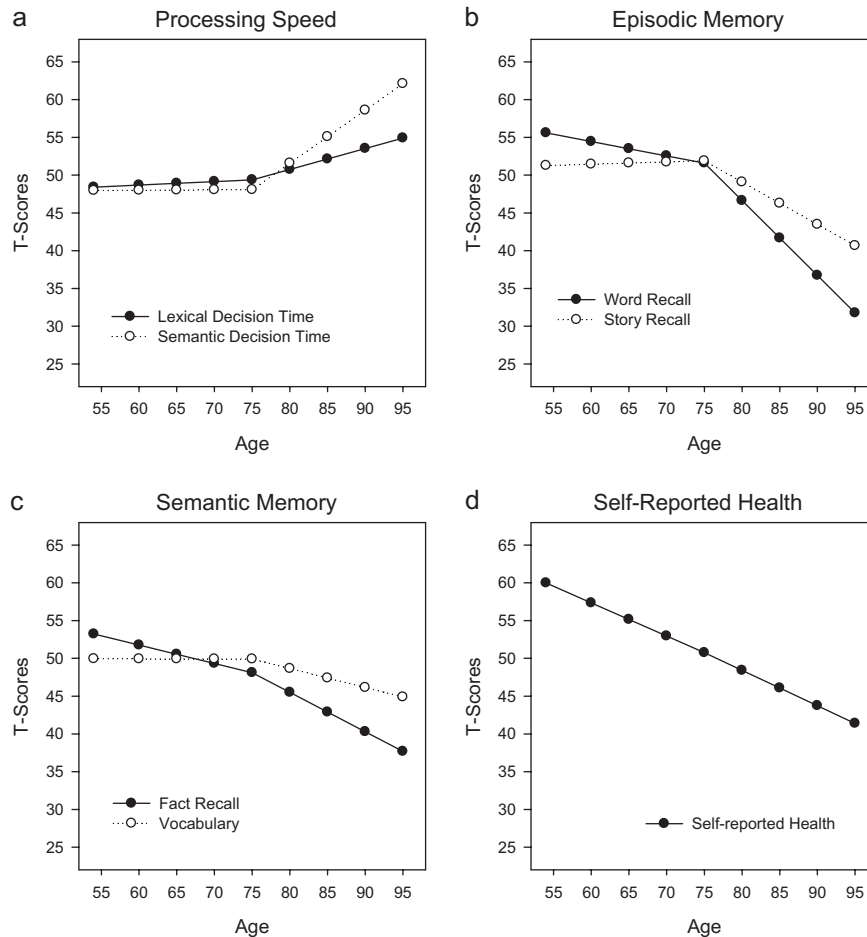 a
Processing Speed
65
60
55
50
45
40
35
30
25
T-Scores
Lexical Decision Time
Semantic Decision Time
55 60 65 70 75 80 85 90 95
Age
b
Episodic Memory
65
60
55
50
45
40
35
30
25
T-Scores
Word Recall
Story Recall
55 60 65 70 75 80 85 90 95
Age
c
Semantic Memory
65
60
55
50
45
40
35
30
25
T-Scores
Fact Recall
Vocabulary
55 60 65 70 75 80 85 90 95
Age
d
Self-Reported Health
65
60
55
50
45
40
35
30
25
T-Scores
Self-reported Health
55 60 65 70 75 80 85 90 95
Age